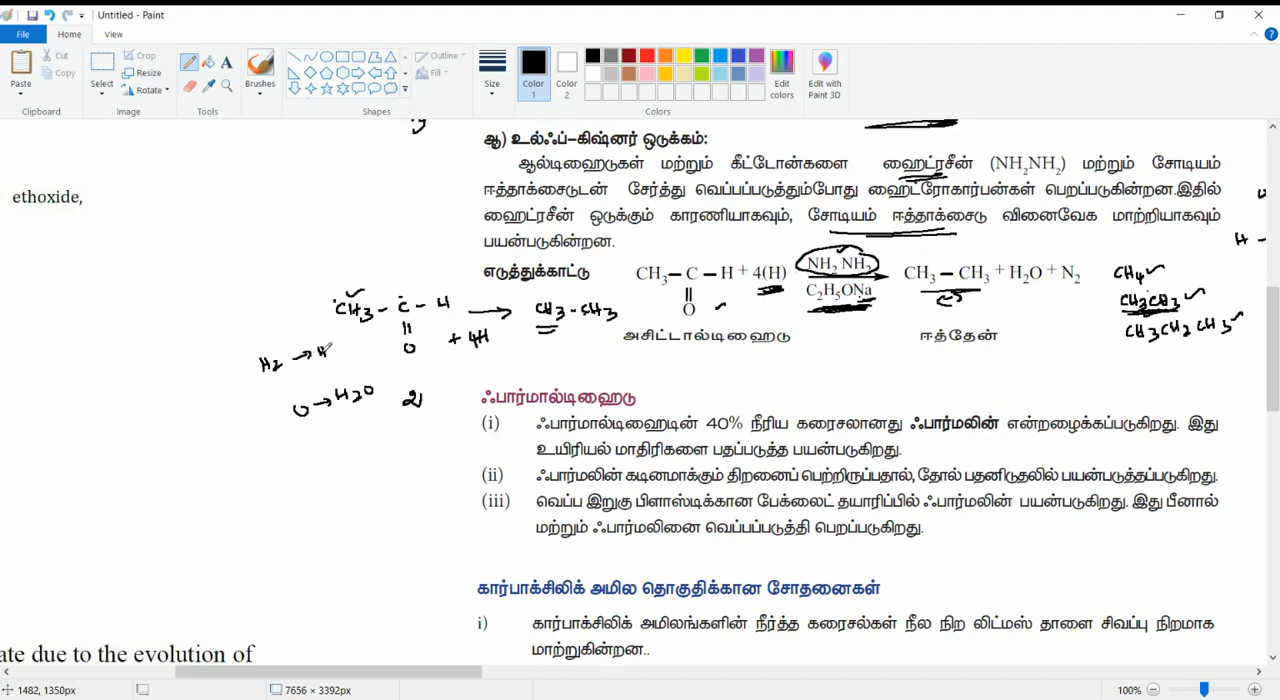 Untitled - Paint
File Home View
Paste Cut Copy Clipboard
Select Crop Resize Rotate Image
Tools
Brushes
Shapes Outline Fill
Size
Color 1 Color 2 Colors Edit colors
Edit with Paint 3D
ethoxide,
ஆ) உல்ஃப்-கிஷ்னர் ஒடுக்கம்:
ஆல்டிஹைடுகள் மற்றும் கீட்டோன்களை ஹைட்ரசீன் (NH₂NH₂) மற்றும் சோடியம்
ஈத்தாக்சைடுடன் சேர்த்து வெப்பப்படுத்தும்போது ஹைட்ரோகார்பன்கள் பெறப்படுகின்றன.இதில்
ஹைட்ரசீன் ஒடுக்கும் காரணியாகவும், சோடியம் ஈத்தாக்சைடு வினைவேக மாற்றியாகவும்
பயன்படுகின்றன.
எடுத்துக்காட்டு
CH₃ – C – H + 4(H) NH₂ NH₂ CH₃ – CH₃ + H₂O + N₂
C₂H₅ONa
O
அசிட்டால்டிஹைடு ஈத்தேன்
CH₄
CH₃CH₃
CH₃CH₂CH₃
H –
CH₃ – C – H → CH₃ - CH₃
O + 4H
H₂ → H
O → H₂O 2
ஃபார்மால்டிஹைடு
(i) ஃபார்மால்டிஹைடின் 40% நீரிய கரைசலானது ஃபார்மலின் என்றழைக்கப்படுகிறது. இது
உயிரியல் மாதிரிகளை பதப்படுத்த பயன்படுகிறது.
(ii) ஃபார்மலின் கடினமாக்கும் திறனைப் பெற்றிருப்பதால், தோல் பதனிடுதலில் பயன்படுத்தப்படுகிறது.
(iii) வெப்ப இறுகு பிளாஸ்டிக்கான பேக்லைட் தயாரிப்பில் ஃபார்மலின் பயன்படுகிறது. இது பீனால்
மற்றும் ஃபார்மலினை வெப்பப்படுத்தி பெறப்படுகிறது.
கார்பாக்சிலிக் அமில தொகுதிக்கான சோதனைகள்
i) கார்பாக்சிலிக் அமிலங்களின் நீர்த்த கரைசல்கள் நீல நிற லிட்மஸ் தாளை சிவப்பு நிறமாக
மாற்றுகின்றன..
ate due to the evolution of
1482, 1350px 7656 × 3392px 100%